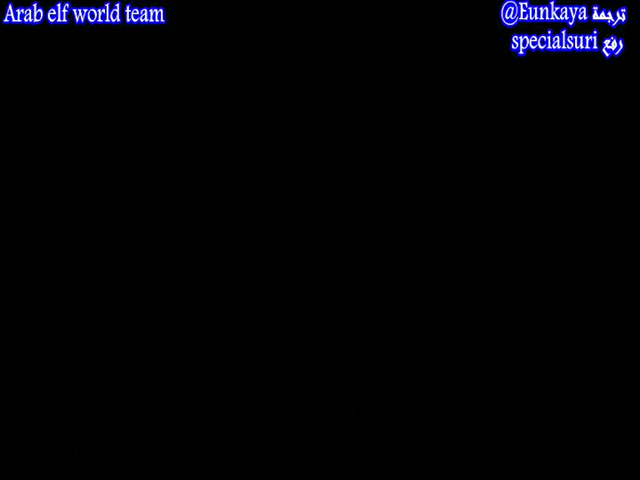 Arab elf world team
ترجمة Eunkaya@
رفع specialsuri